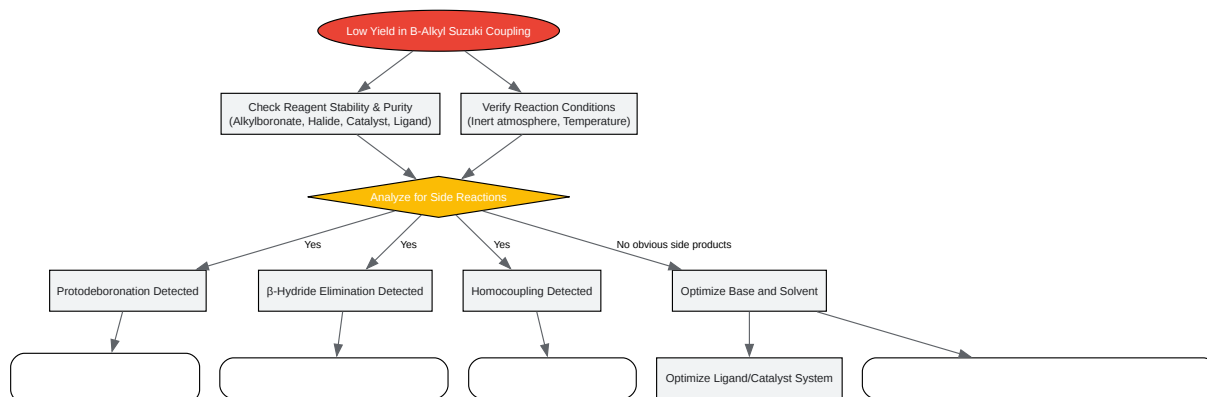 Low Yield in B-Alkyl Suzuki Coupling
Check Reagent Stability & Purity
(Alkylboronate, Halide, Catalyst, Ligand)
Verify Reaction Conditions
(Inert atmosphere, Temperature)
Analyze for Side Reactions
Yes
Yes
Yes
No obvious side products
Protodeboronation Detected
β-Hydride Elimination Detected
Homocoupling Detected
Optimize Base and Solvent
Optimize Ligand/Catalyst System